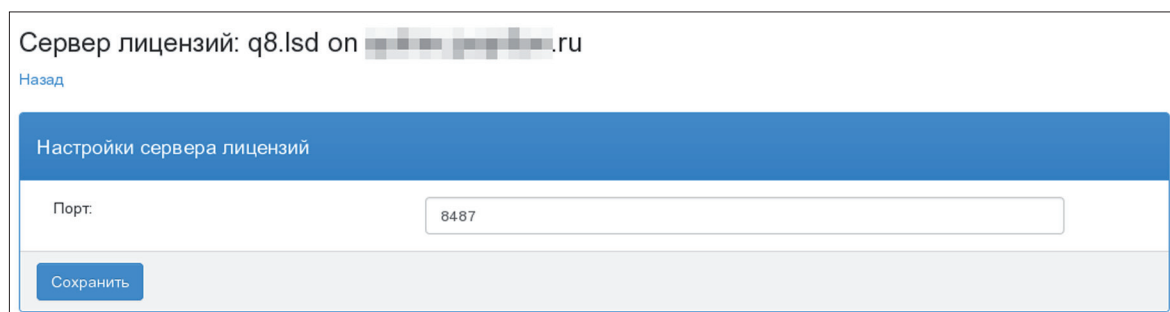 Сервер лицензий: q8.lsd on .ru
Назад
Настройки сервера лицензий
Порт:
8487
Сохранить